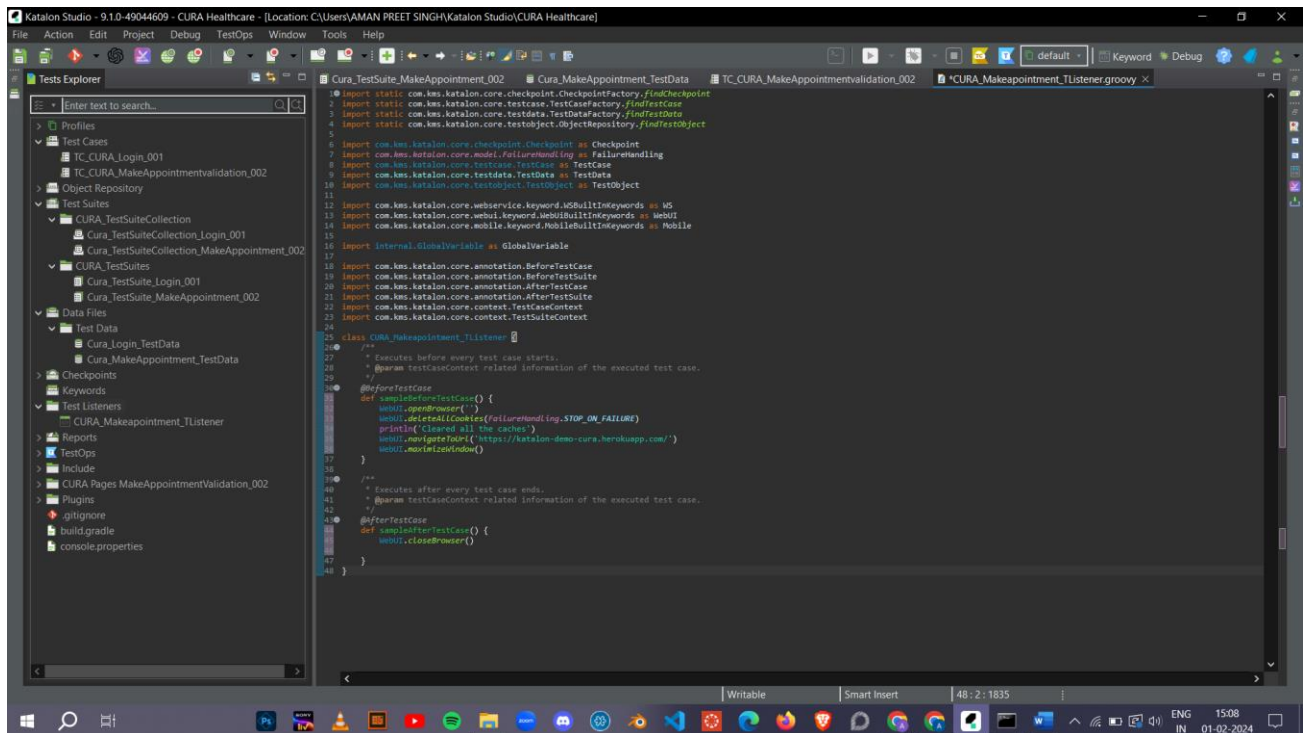 Katalon Studio - 9.1.0-49044609 - CURA Healthcare - [Location: C:\Users\AMAN PREET SINGH\Katalon Studio\CURA Healthcare]
File Action Edit Project Debug TestOps Window Tools Help
default Keyword Debug
Tests Explorer
Cura_TestSuite_MakeAppointment_002 Cura_MakeAppointment_TestData TC_CURA_MakeAppointmentvalidation_002 *CURA_Makeapointment_TListener.groovy
Enter text to search...
Profiles
Test Cases
TC_CURA_Login_001
TC_CURA_MakeAppointmentvalidation_002
Object Repository
Test Suites
CURA_TestSuiteCollection
Cura_TestSuiteCollection_Login_001
Cura_TestSuiteCollection_MakeAppointment_002
CURA_TestSuites
Cura_TestSuite_Login_001
Cura_TestSuite_MakeAppointment_002
Data Files
Test Data
Cura_Login_TestData
Cura_MakeAppointment_TestData
Checkpoints
Keywords
Test Listeners
CURA_Makeapointment_TListener
Reports
TestOps
Include
CURA Pages MakeAppointmentValidation_002
Plugins
.gitignore
build.gradle
console.properties
1 import static com.kms.katalon.core.checkpoint.CheckpointFactory.findCheckpoint
2 import static com.kms.katalon.core.testcase.TestCaseFactory.findTestCase
3 import static com.kms.katalon.core.testdata.TestDataFactory.findTestData
4 import static com.kms.katalon.core.testobject.ObjectRepository.findTestObject
5
6 import com.kms.katalon.core.checkpoint.Checkpoint as Checkpoint
7 import com.kms.katalon.core.model.FailureHandling as FailureHandling
8 import com.kms.katalon.core.testcase.TestCase as TestCase
9 import com.kms.katalon.core.testdata.TestData as TestData
10 import com.kms.katalon.core.testobject.TestObject as TestObject
11
12 import com.kms.katalon.core.webservice.keyword.WSBuiltInKeywords as WS
13 import com.kms.katalon.core.webui.keyword.WebUiBuiltInKeywords as WebUI
14 import com.kms.katalon.core.mobile.keyword.MobileBuiltInKeywords as Mobile
15
16 import internal.GlobalVariable as GlobalVariable
17
18 import com.kms.katalon.core.annotation.BeforeTestCase
19 import com.kms.katalon.core.annotation.BeforeTestSuite
20 import com.kms.katalon.core.annotation.AfterTestCase
21 import com.kms.katalon.core.annotation.AfterTestSuite
22 import com.kms.katalon.core.context.TestCaseContext
23 import com.kms.katalon.core.context.TestSuiteContext
24
25 class CURA_Makeapointment_TListener {
26 /**
27 * Executes before every test case starts.
28 * @param testCaseContext related information of the executed test case.
29 */
30 @BeforeTestCase
31 def sampleBeforeTestCase() {
32 WebUI.openBrowser('')
33 WebUI.deleteAllCookies(FailureHandling.STOP_ON_FAILURE)
34 println('Cleared all the caches')
35 WebUI.navigateToUrl('https://katalon-demo-cura.herokuapp.com/')
36 WebUI.maximizeWindow()
37 }
38
39 /**
40 * Executes after every test case ends.
41 * @param testCaseContext related information of the executed test case.
42 */
43 @AfterTestCase
44 def sampleAfterTestCase() {
45 WebUI.closeBrowser()
46
47 }
48 }
Writable Smart Insert 48 : 2 : 1835
ENG 15:08
IN 01-02-2024